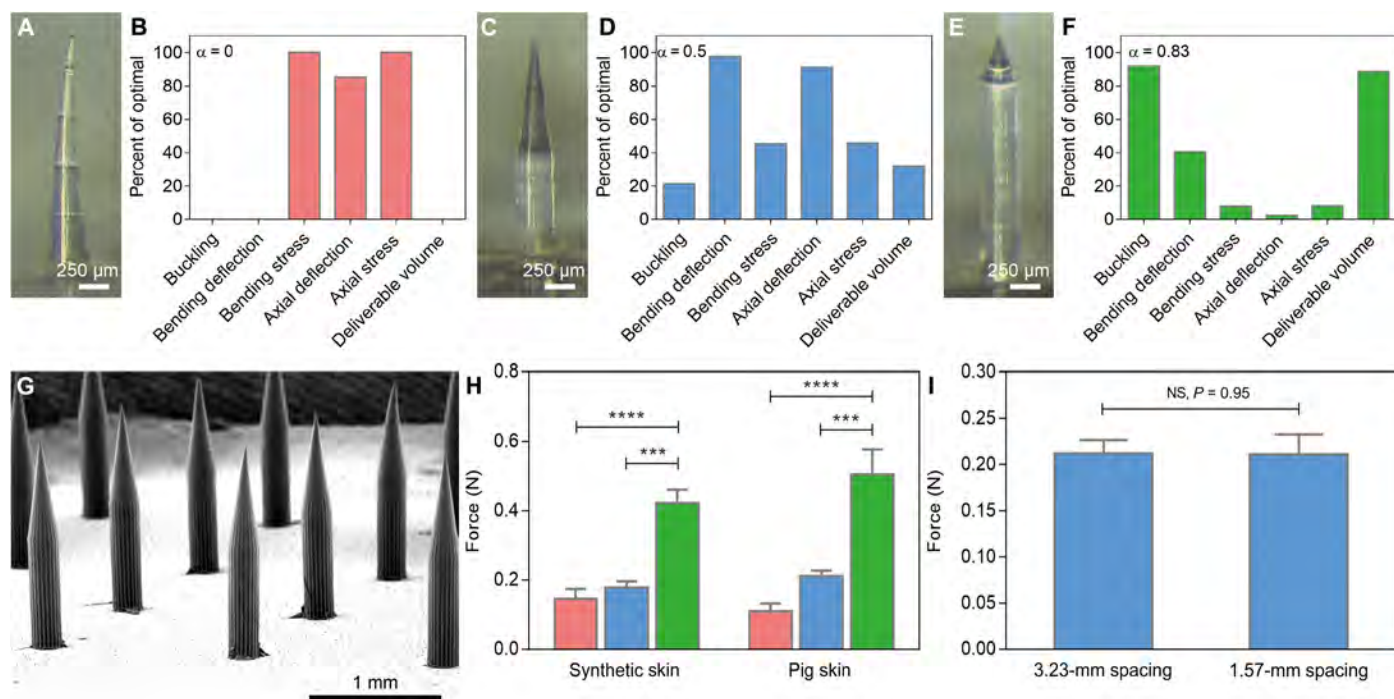 A
250 µm
B
α = 0
Percent of optimal
100
80
60
40
20
0
Buckling
Bending deflection
Bending stress
Axial deflection
Axial stress
Deliverable volume
C
250 µm
D
α = 0.5
Percent of optimal
100
80
60
40
20
0
Buckling
Bending deflection
Bending stress
Axial deflection
Axial stress
Deliverable volume
E
250 µm
F
α = 0.83
Percent of optimal
100
80
60
40
20
0
Buckling
Bending deflection
Bending stress
Axial deflection
Axial stress
Deliverable volume
G
1 mm
H
Force (N)
0.8
0.6
0.4
0.2
0.0
****
***
****
***
Synthetic skin
Pig skin
I
Force (N)
0.30
0.25
0.20
0.15
0.10
0.05
0.00
NS, P = 0.95
3.23-mm spacing
1.57-mm spacing